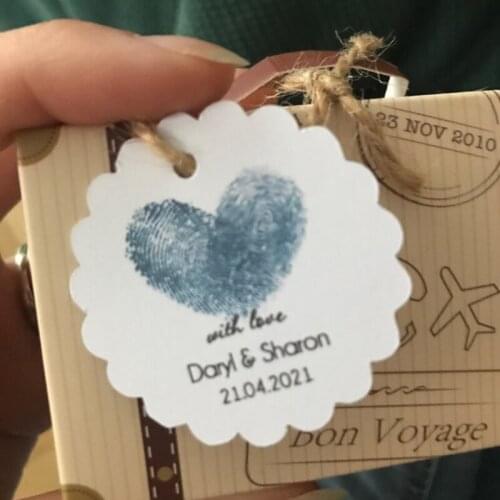 23 NOV 2010
with love
Daryl & Sharon
21.04.2021
Bon Voyage